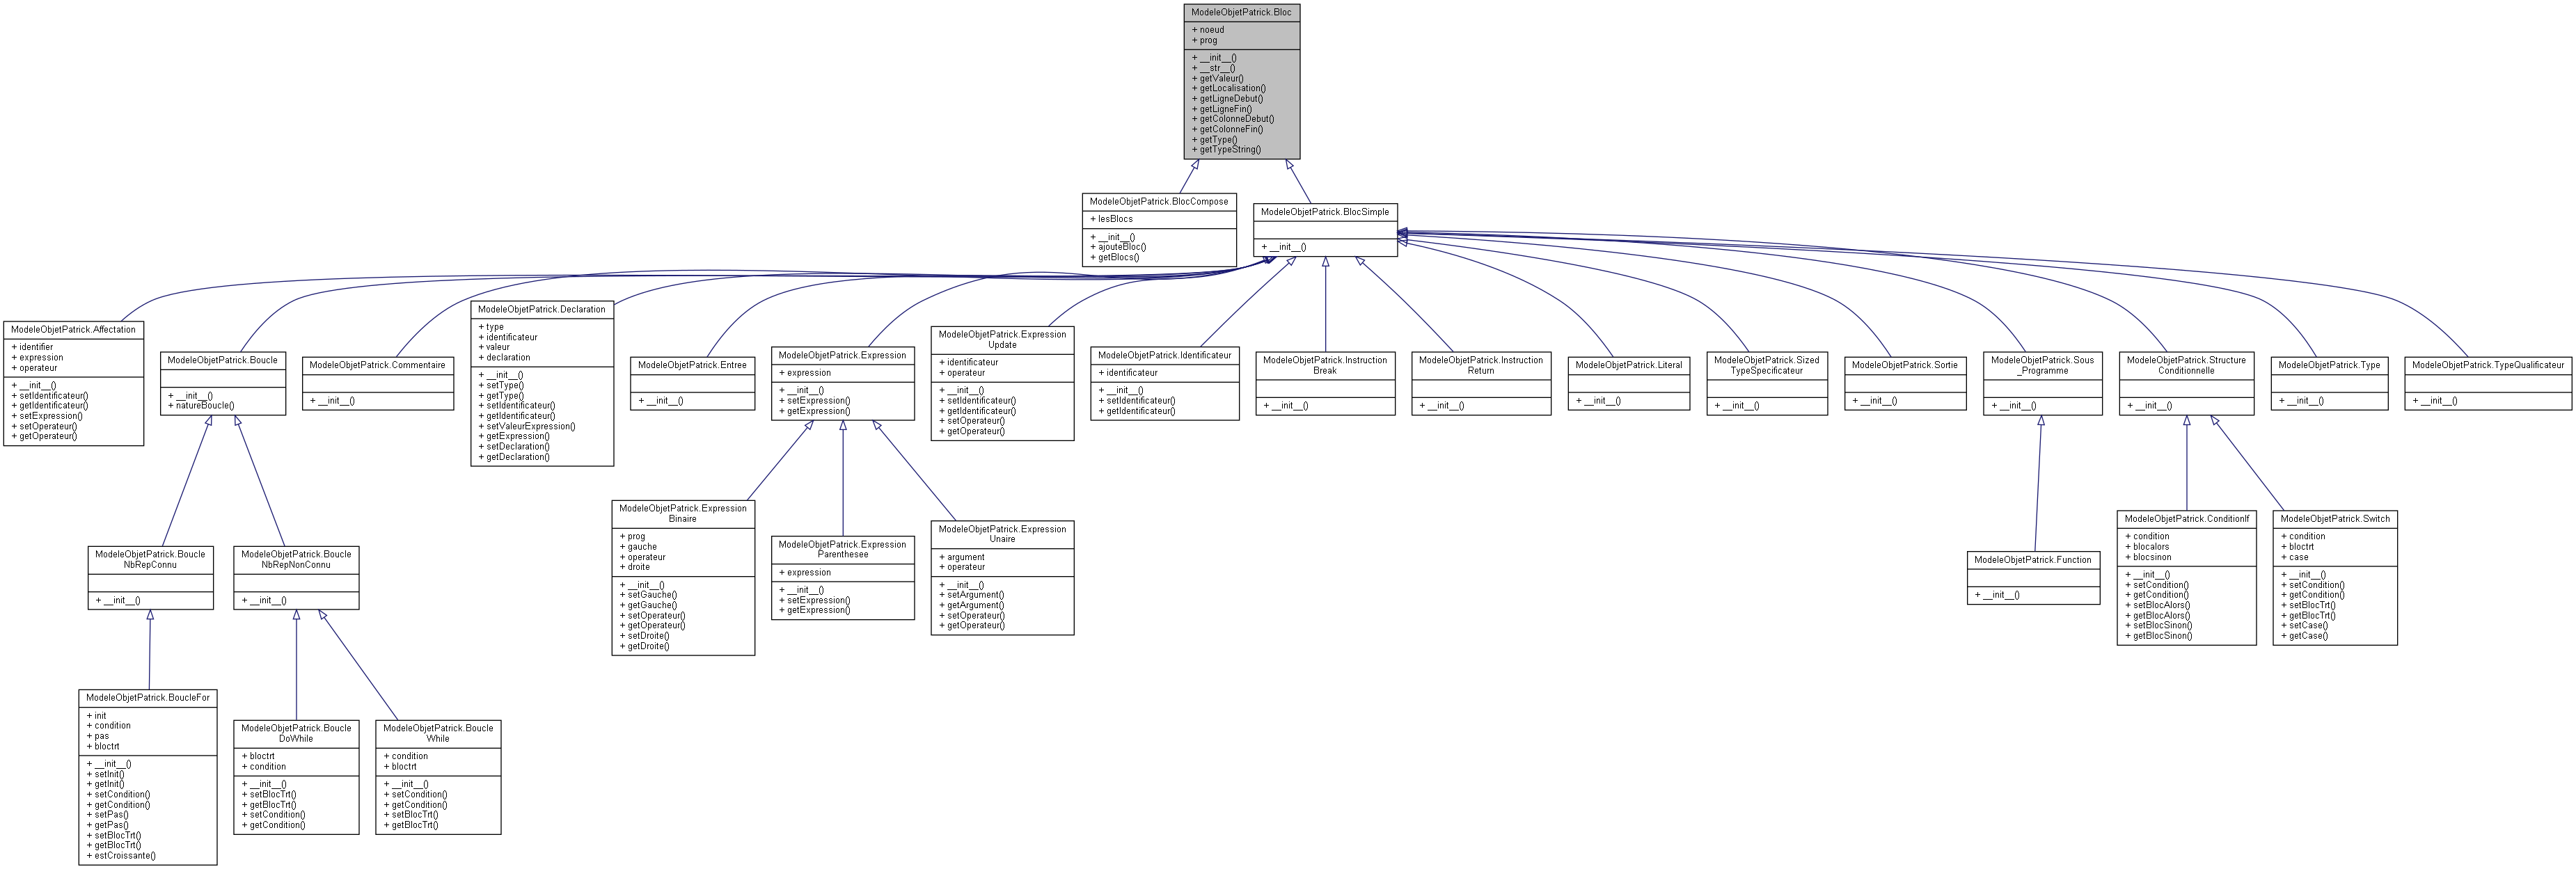 ModeleObjetPatrick.Bloc
+ noeud
+ prog
+ __init__()
+ __str__()
+ getValeur()
+ getLocalisation()
+ getLigneDebut()
+ getLigneFin()
+ getColonneDebut()
+ getColonneFin()
+ getType()
+ getTypeString()
ModeleObjetPatrick.BlocCompose
+ lesBlocs
+ __init__()
+ ajouteBloc()
+ getBlocs()
ModeleObjetPatrick.BlocSimple
+ __init__()
ModeleObjetPatrick.Affectation
+ identifier
+ expression
+ operateur
+ __init__()
+ setIdentificateur()
+ getIdentificateur()
+ setExpression()
+ setOperateur()
+ getOperateur()
ModeleObjetPatrick.Boucle
+ __init__()
+ natureBoucle()
ModeleObjetPatrick.Commentaire
+ __init__()
ModeleObjetPatrick.Declaration
+ type
+ identificateur
+ valeur
+ declaration
+ __init__()
+ setType()
+ getType()
+ setIdentificateur()
+ getIdentificateur()
+ setValeurExpression()
+ getExpression()
+ setDeclaration()
+ getDeclaration()
ModeleObjetPatrick.Entree
+ __init__()
ModeleObjetPatrick.Expression
+ expression
+ __init__()
+ setExpression()
+ getExpression()
ModeleObjetPatrick.Expression
Update
+ identificateur
+ operateur
+ __init__()
+ setIdentificateur()
+ getIdentificateur()
+ setOperateur()
+ getOperateur()
ModeleObjetPatrick.Identificateur
+ identificateur
+ __init__()
+ setIdentificateur()
+ getIdentificateur()
ModeleObjetPatrick.Instruction
Break
+ __init__()
ModeleObjetPatrick.Instruction
Return
+ __init__()
ModeleObjetPatrick.Literal
+ __init__()
ModeleObjetPatrick.Sized
TypeSpecificateur
+ __init__()
ModeleObjetPatrick.Sortie
+ __init__()
ModeleObjetPatrick.Sous
_Programme
+ __init__()
ModeleObjetPatrick.Structure
Conditionnelle
+ __init__()
ModeleObjetPatrick.Type
+ __init__()
ModeleObjetPatrick.TypeQualificateur
+ __init__()
ModeleObjetPatrick.Boucle
NbRepConnu
+ __init__()
ModeleObjetPatrick.Boucle
NbRepNonConnu
+ __init__()
ModeleObjetPatrick.Expression
Binaire
+ prog
+ gauche
+ operateur
+ droite
+ __init__()
+ setGauche()
+ getGauche()
+ setOperateur()
+ getOperateur()
+ setDroite()
+ getDroite()
ModeleObjetPatrick.Expression
Parenthesee
+ expression
+ __init__()
+ setExpression()
+ getExpression()
ModeleObjetPatrick.Expression
Unaire
+ argument
+ operateur
+ __init__()
+ setArgument()
+ getArgument()
+ setOperateur()
+ getOperateur()
ModeleObjetPatrick.Function
+ __init__()
ModeleObjetPatrick.ConditionIf
+ condition
+ blocalors
+ blocsinon
+ __init__()
+ setCondition()
+ getCondition()
+ setBlocAlors()
+ getBlocAlors()
+ setBlocSinon()
+ getBlocSinon()
ModeleObjetPatrick.Switch
+ condition
+ bloctrt
+ case
+ __init__()
+ setCondition()
+ getCondition()
+ setBlocTrt()
+ getBlocTrt()
+ setCase()
+ getCase()
ModeleObjetPatrick.BoucleFor
+ init
+ condition
+ pas
+ bloctrt
+ __init__()
+ setInit()
+ getInit()
+ setCondition()
+ getCondition()
+ setPas()
+ getPas()
+ setBlocTrt()
+ getBlocTrt()
+ estCroissante()
ModeleObjetPatrick.Boucle
DoWhile
+ bloctrt
+ condition
+ __init__()
+ setBlocTrt()
+ getBlocTrt()
+ setCondition()
+ getCondition()
ModeleObjetPatrick.Boucle
While
+ condition
+ bloctrt
+ __init__()
+ setCondition()
+ getCondition()
+ setBlocTrt()
+ getBlocTrt()